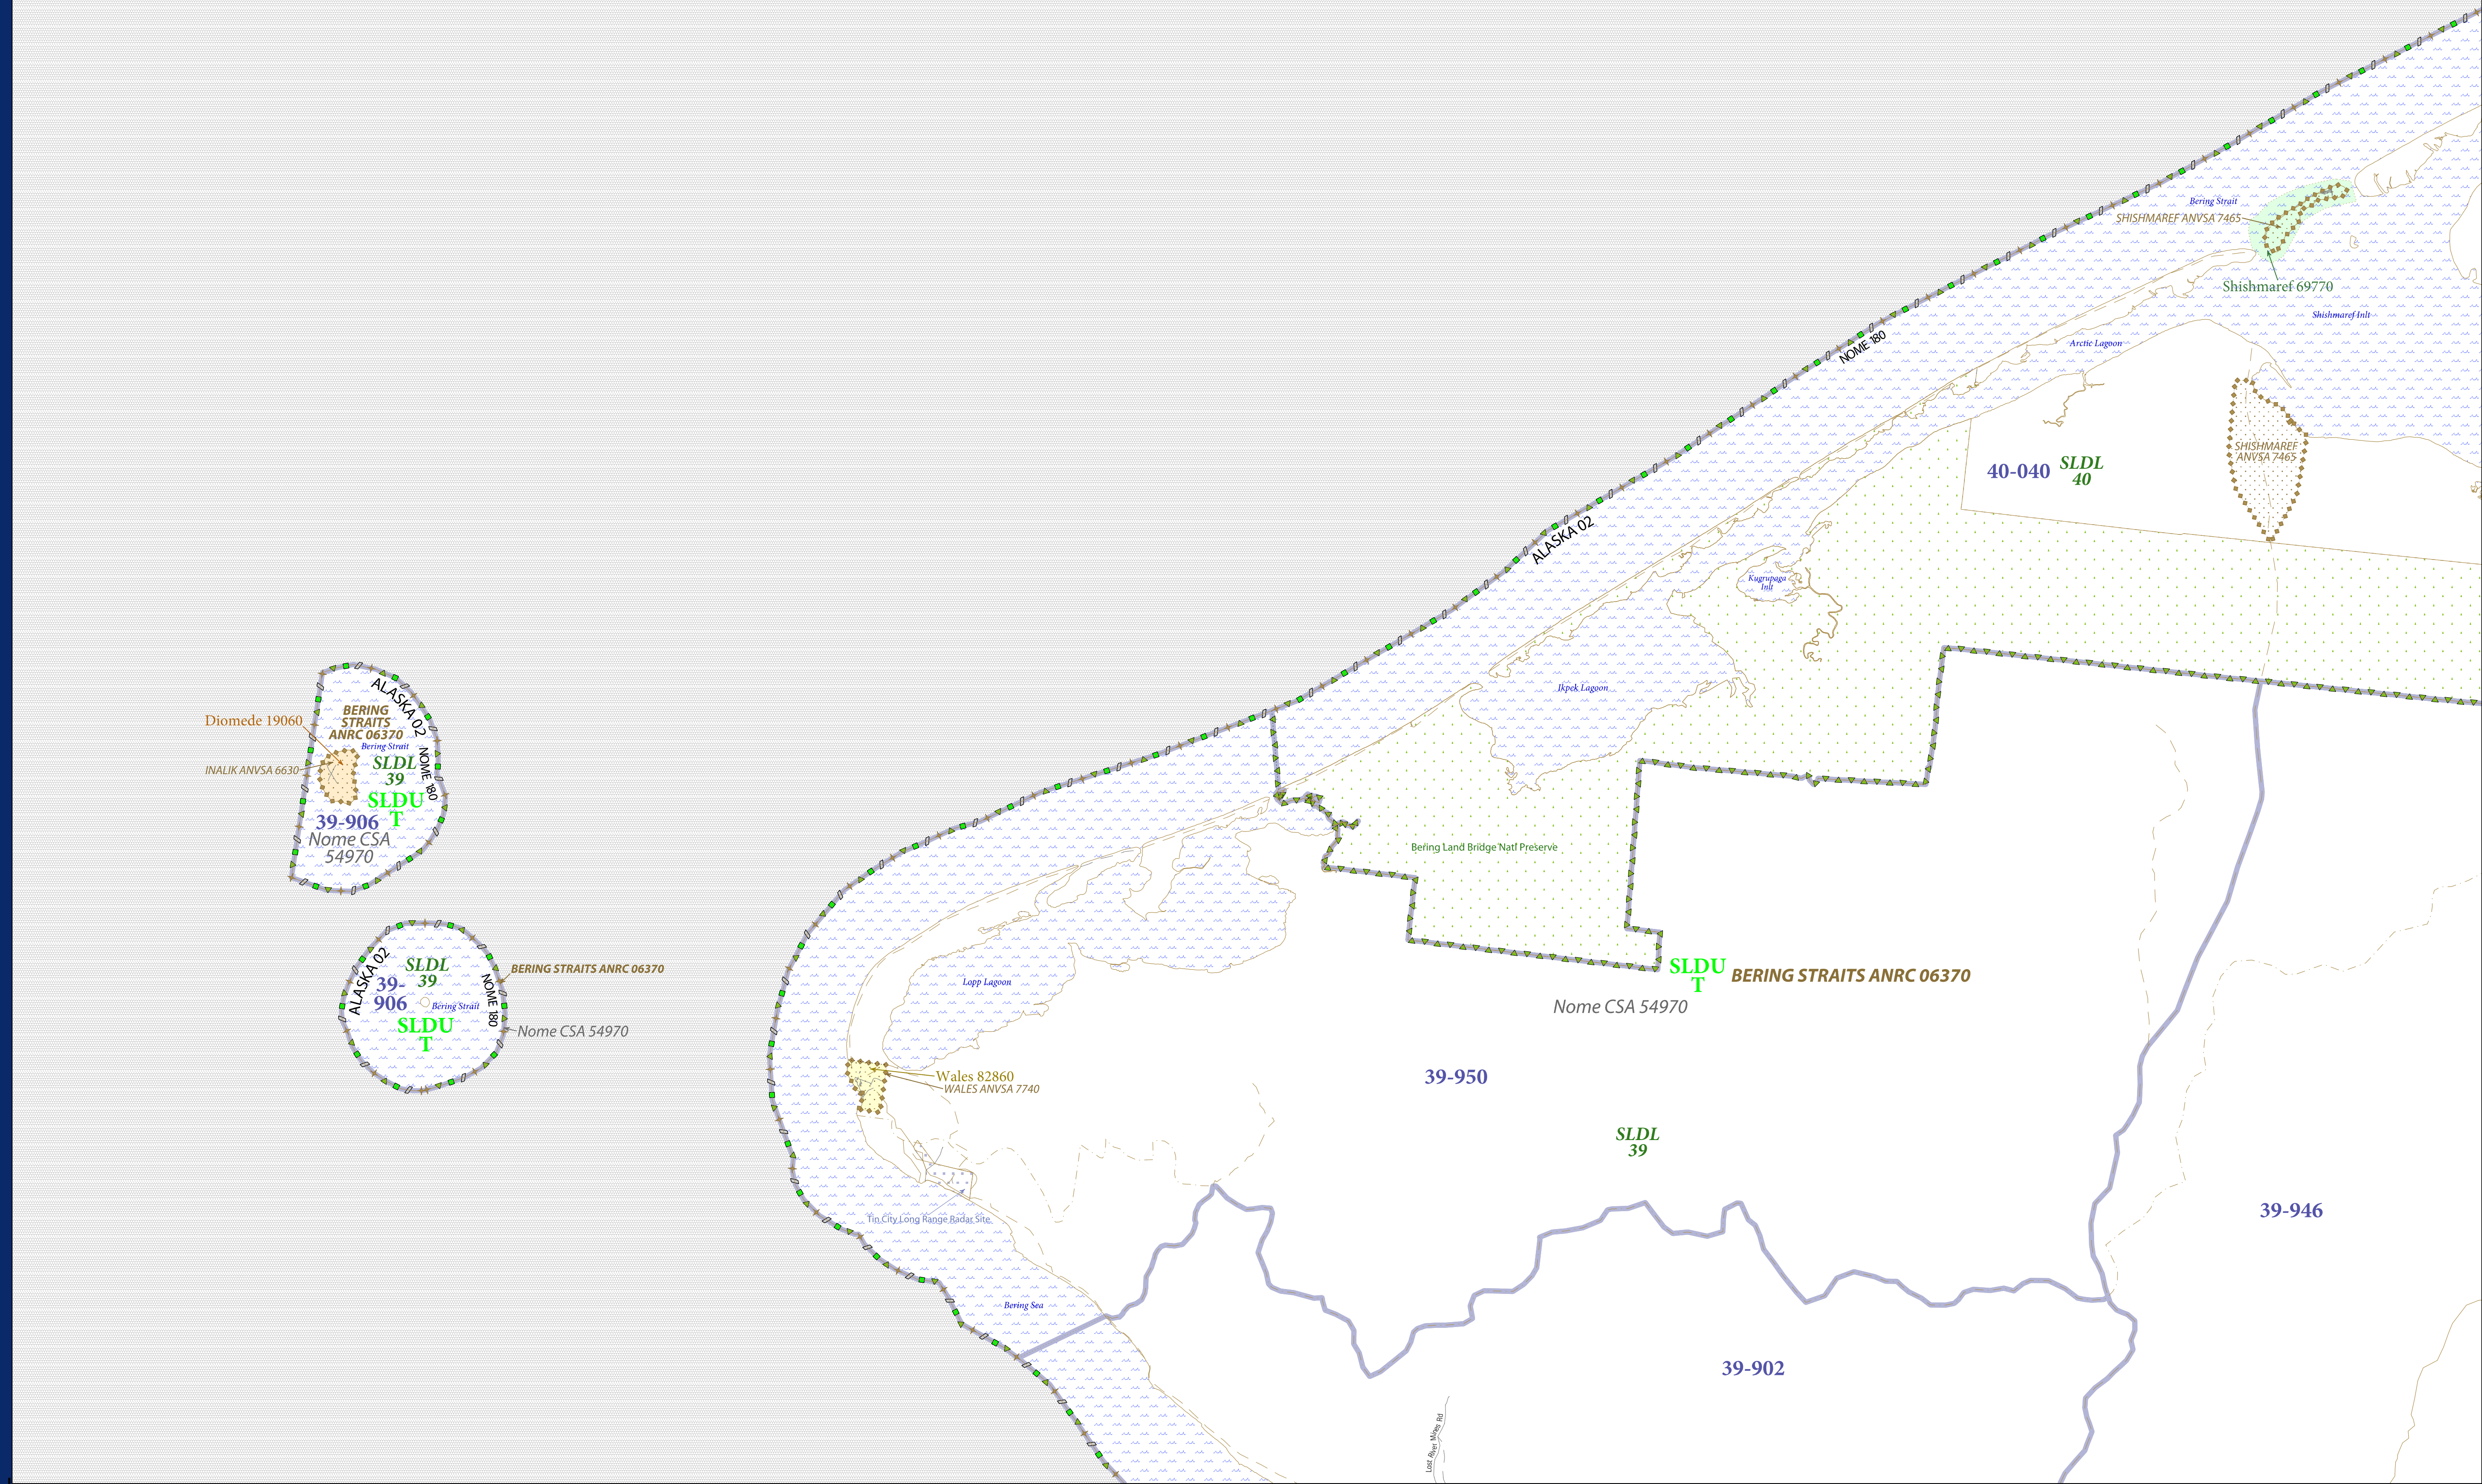 Bering Strait
SHISHMAREF ANVSA 7465
Shishmaref 69770
Shishmaref Inlt
NOME 180
Arctic Lagoon
SHISHMAREF
ANVSA 7465
40-040
SLDL
40
ALASKA 02
Kugrupaga
Inlt
Ikpek Lagoon
ALASKA 02
BERING
STRAITS
ANRC 06370
Diomede 19060
Bering Strait
NOME 180
INALIK ANVSA 6630
SLDL
39
SLDU
T
39-906
Nome CSA
54970
Bering Land Bridge Natl Preserve
ALASKA 02
SLDL
39
39-
906
Bering Strait
NOME 180
SLDU
T
BERING STRAITS ANRC 06370
Nome CSA 54970
Lopp Lagoon
SLDU
T
BERING STRAITS ANRC 06370
Nome CSA 54970
Wales 82860
WALES ANVSA 7740
39-950
SLDL
39
Tin City Long Range Radar Site
39-946
Bering Sea
39-902
Lost River Mines Rd